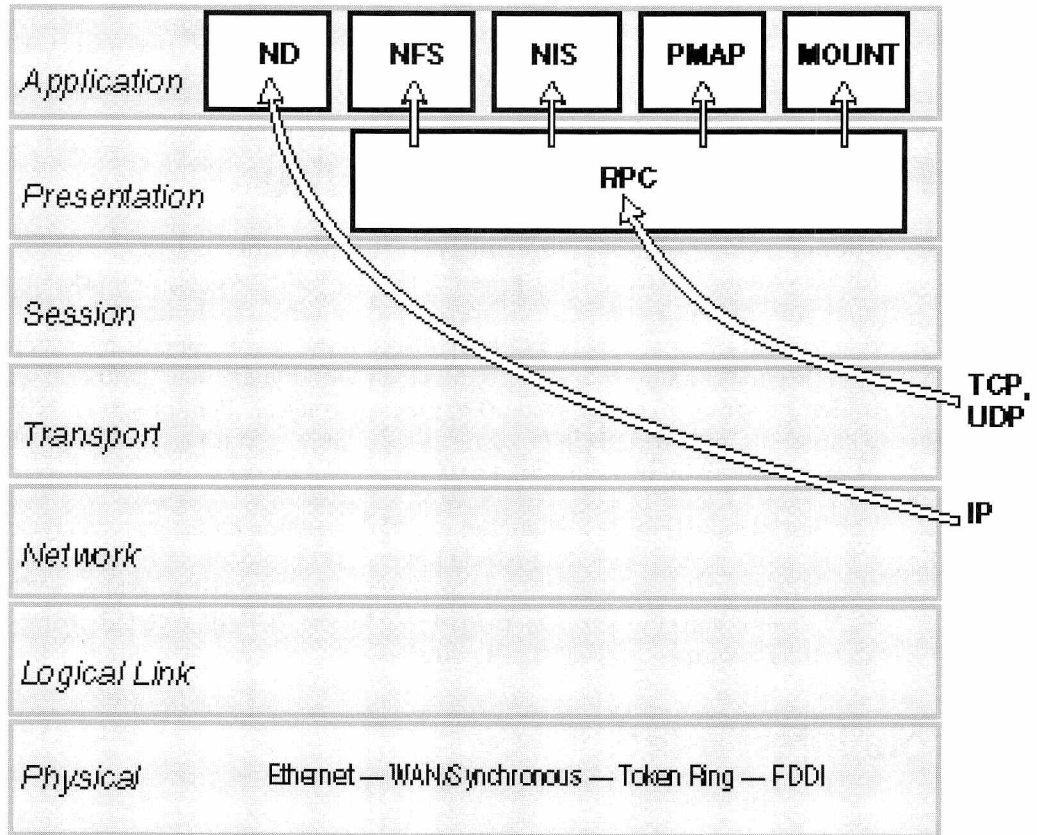 ND NFS NIS PMAP MOUNT
Application
RPC
Presentation
Session
TCP,
UDP
Transport
IP
Network
Logical Link
Physical Ethernet — WAN/Synchronous — Token Ring — FDDI